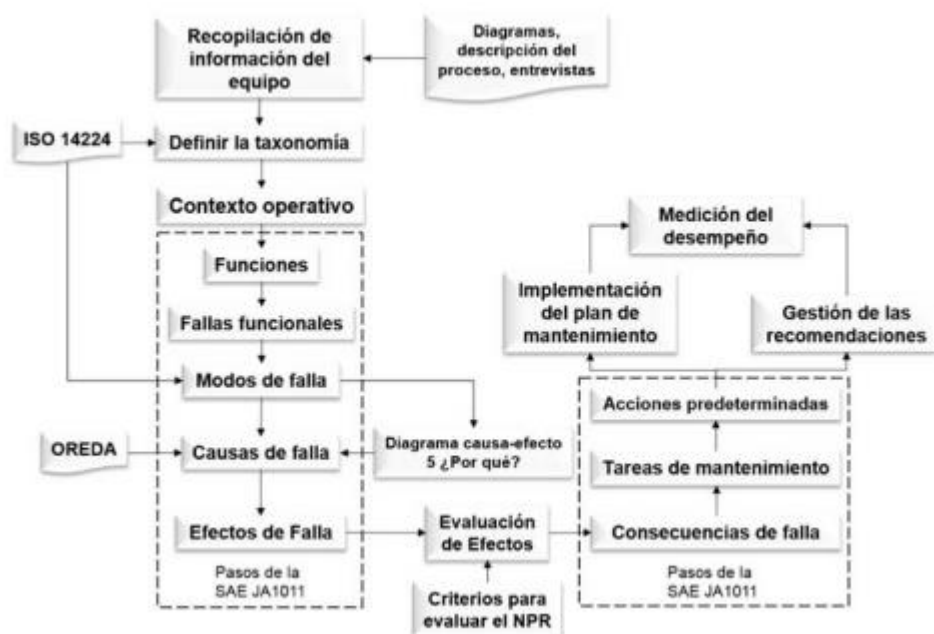 Recopilación de
información del
equipo
Diagramas,
descripción del
proceso, entrevistas
ISO 14224
Definir la taxonomía
Contexto operativo
Funciones
Fallas funcionales
Modos de falla
OREDA
Causas de falla
Diagrama causa-efecto
5 ¿Por qué?
Efectos de Falla
Pasos de la
SAE JA1011
Evaluación
de Efectos
Criterios para
evaluar el NPR
Medición del
desempeño
Implementación
del plan de
mantenimiento
Gestión de las
recomendaciones
Acciones predeterminadas
Tareas de mantenimiento
Consecuencias de falla
Pasos de la
SAE JA1011